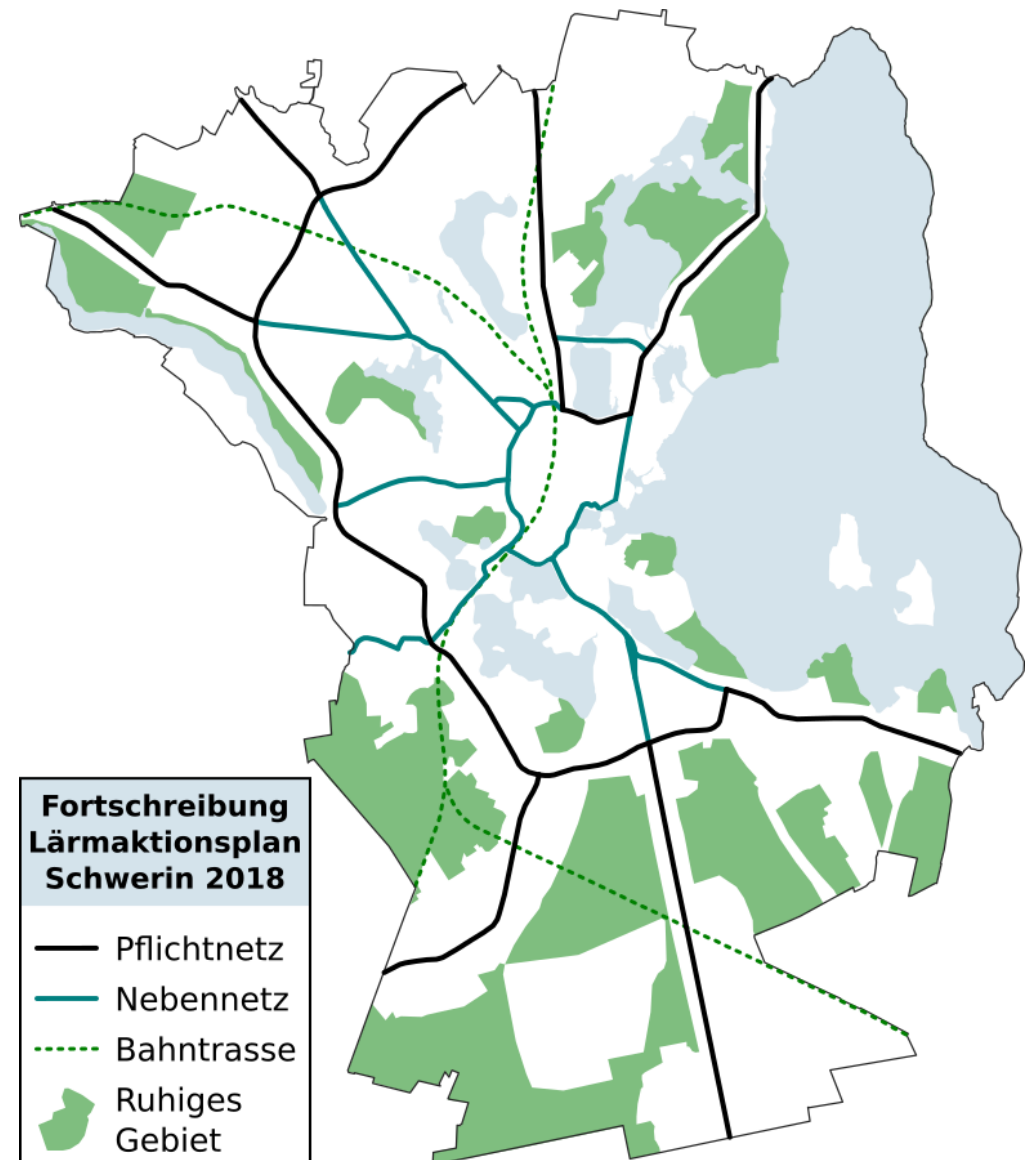 Fortschreibung
Lärmaktionsplan
Schwerin 2018
Pflichtnetz
Nebennetz
Bahntrasse
Ruhiges
Gebiet